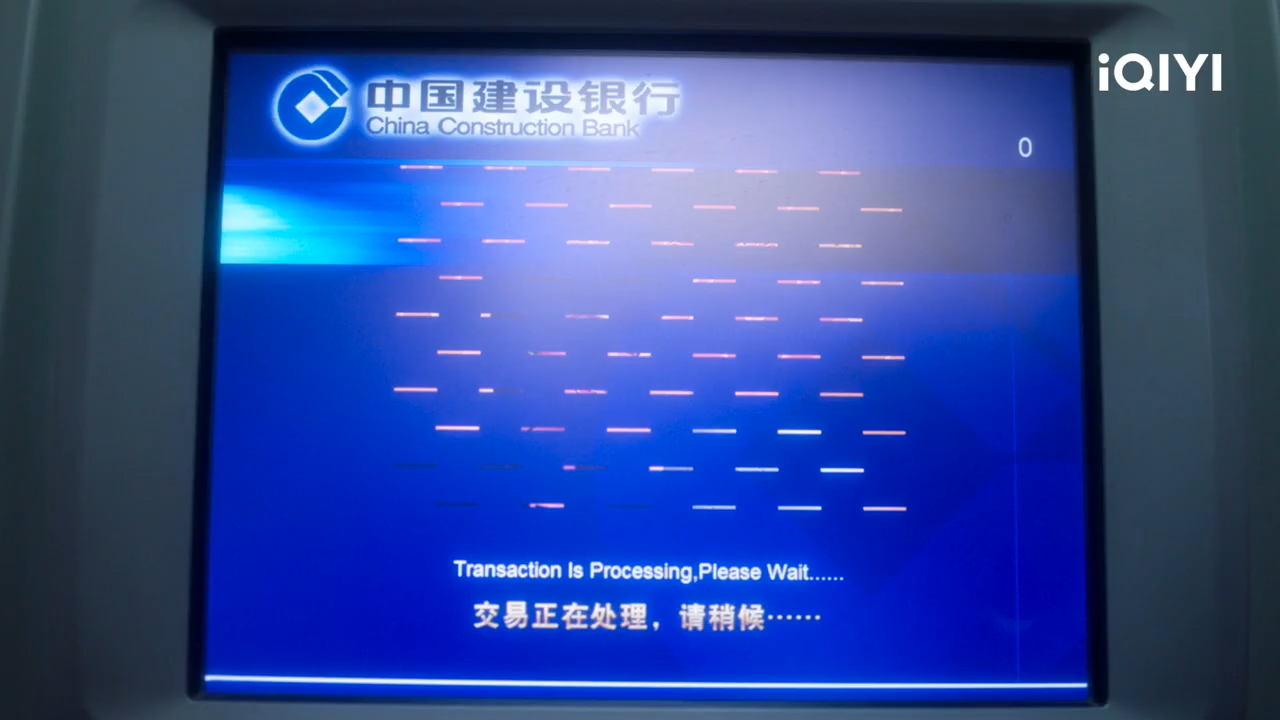 iQIYI
中国建设银行
China Construction Bank
0
Transaction Is Processing,Please Wait......
交易正在处理，请稍候……